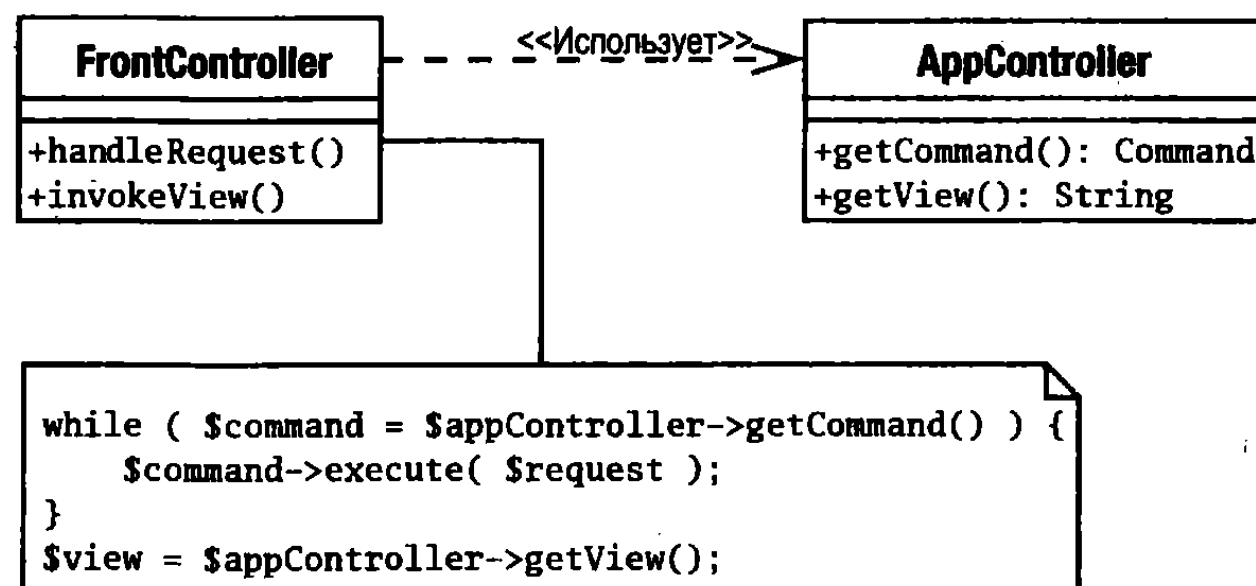 FrontController
<<Использует>>
AppController
+handleRequest()
+invokeView()
+getCommand(): Command
+getView(): String
while ( $command = $appController->getCommand() ) {
    $command->execute( $request );
}
$view = $appController->getView();